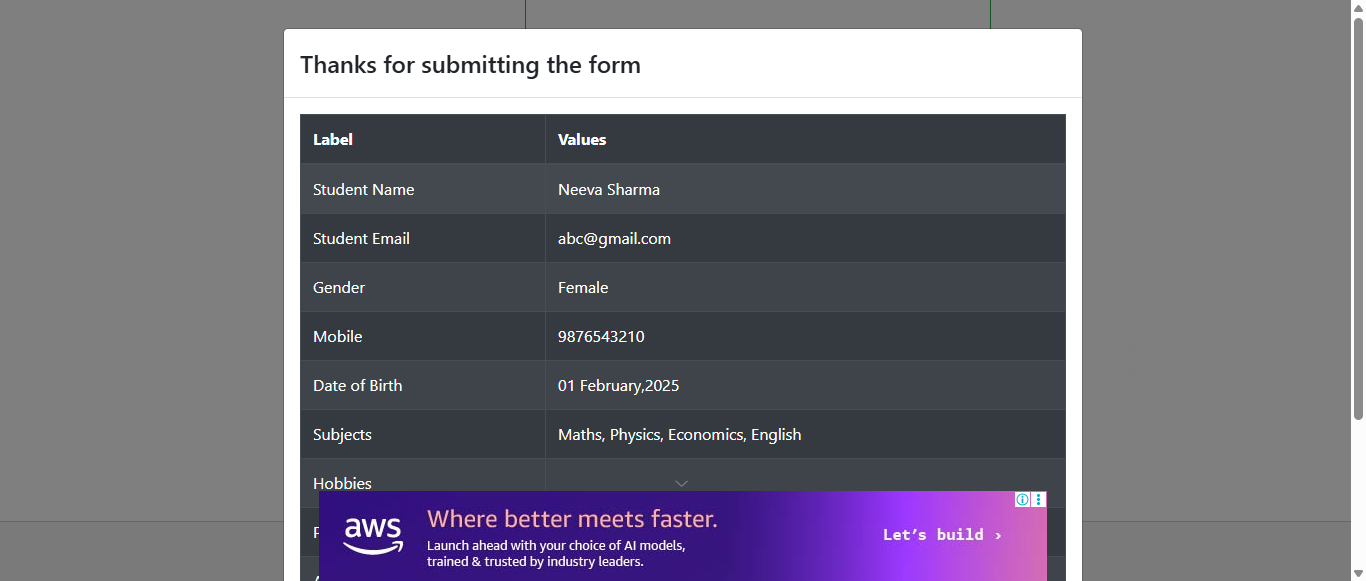 Thanks for submitting the form
Label Values
Student Name Neeva Sharma
Student Email abc@gmail.com
Gender Female
Mobile 9876543210
Date of Birth 01 February,2025
Subjects Maths, Physics, Economics, English
Hobbies
aws
Where better meets faster.
Launch ahead with your choice of AI models,
trained & trusted by industry leaders.
Let's build ›